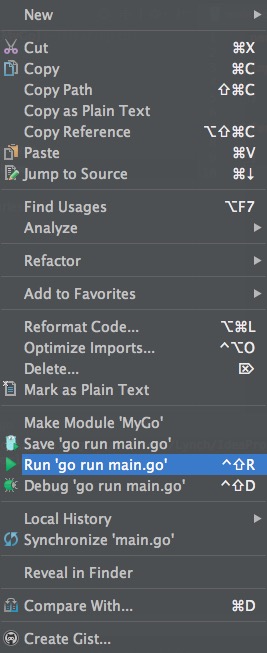 New
Cut ⌘X
Copy ⌘C
Copy Path ⇧⌘C
Copy as Plain Text
Copy Reference ⌥⇧⌘C
Paste ⌘V
Jump to Source ⌘↓
Find Usages ⌥F7
Analyze
Refactor
Add to Favorites
Reformat Code... ⌥⌘L
Optimize Imports... ^⌥O
Delete... ⌦
Mark as Plain Text
Make Module 'MyGo'
Save 'go run main.go'
Run 'go run main.go' ^⇧R
Debug 'go run main.go' ^⇧D
Local History
Synchronize 'main.go'
Reveal in Finder
Compare With... ⌘D
Create Gist...